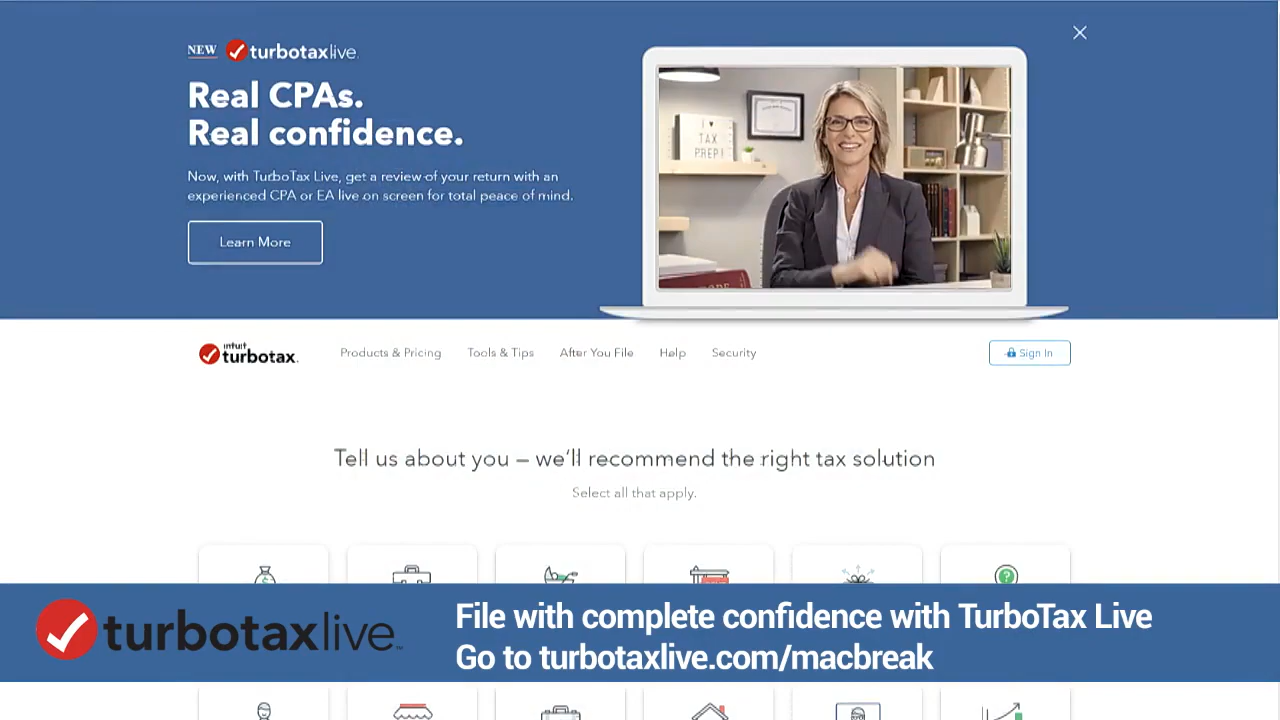 NEW turbotaxlive.
Real CPAs.
Real confidence.
Now, with TurboTax Live, get a review of your return with an
experienced CPA or EA live on screen for total peace of mind.
Learn More
I ♥
TAX
PREP!
intuit
turbotax.
Products & Pricing
Tools & Tips
After You File
Help
Security
Sign In
Tell us about you – we'll recommend the right tax solution
Select all that apply.
turbotaxlive™
File with complete confidence with TurboTax Live
Go to turbotaxlive.com/macbreak